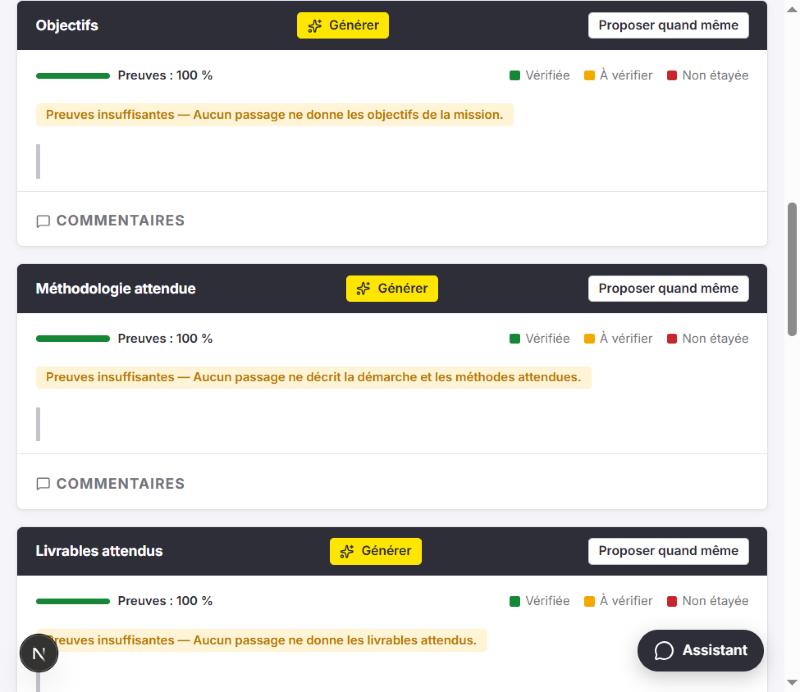 Objectifs
Générer
Proposer quand même
Preuves : 100 %
Vérifiée
À vérifier
Non étayée
Preuves insuffisantes — Aucun passage ne donne les objectifs de la mission.
COMMENTAIRES
Méthodologie attendue
Générer
Proposer quand même
Preuves : 100 %
Vérifiée
À vérifier
Non étayée
Preuves insuffisantes — Aucun passage ne décrit la démarche et les méthodes attendues.
COMMENTAIRES
Livrables attendus
Générer
Proposer quand même
Preuves : 100 %
Vérifiée
À vérifier
Non étayée
Preuves insuffisantes — Aucun passage ne donne les livrables attendus.
N
Assistant